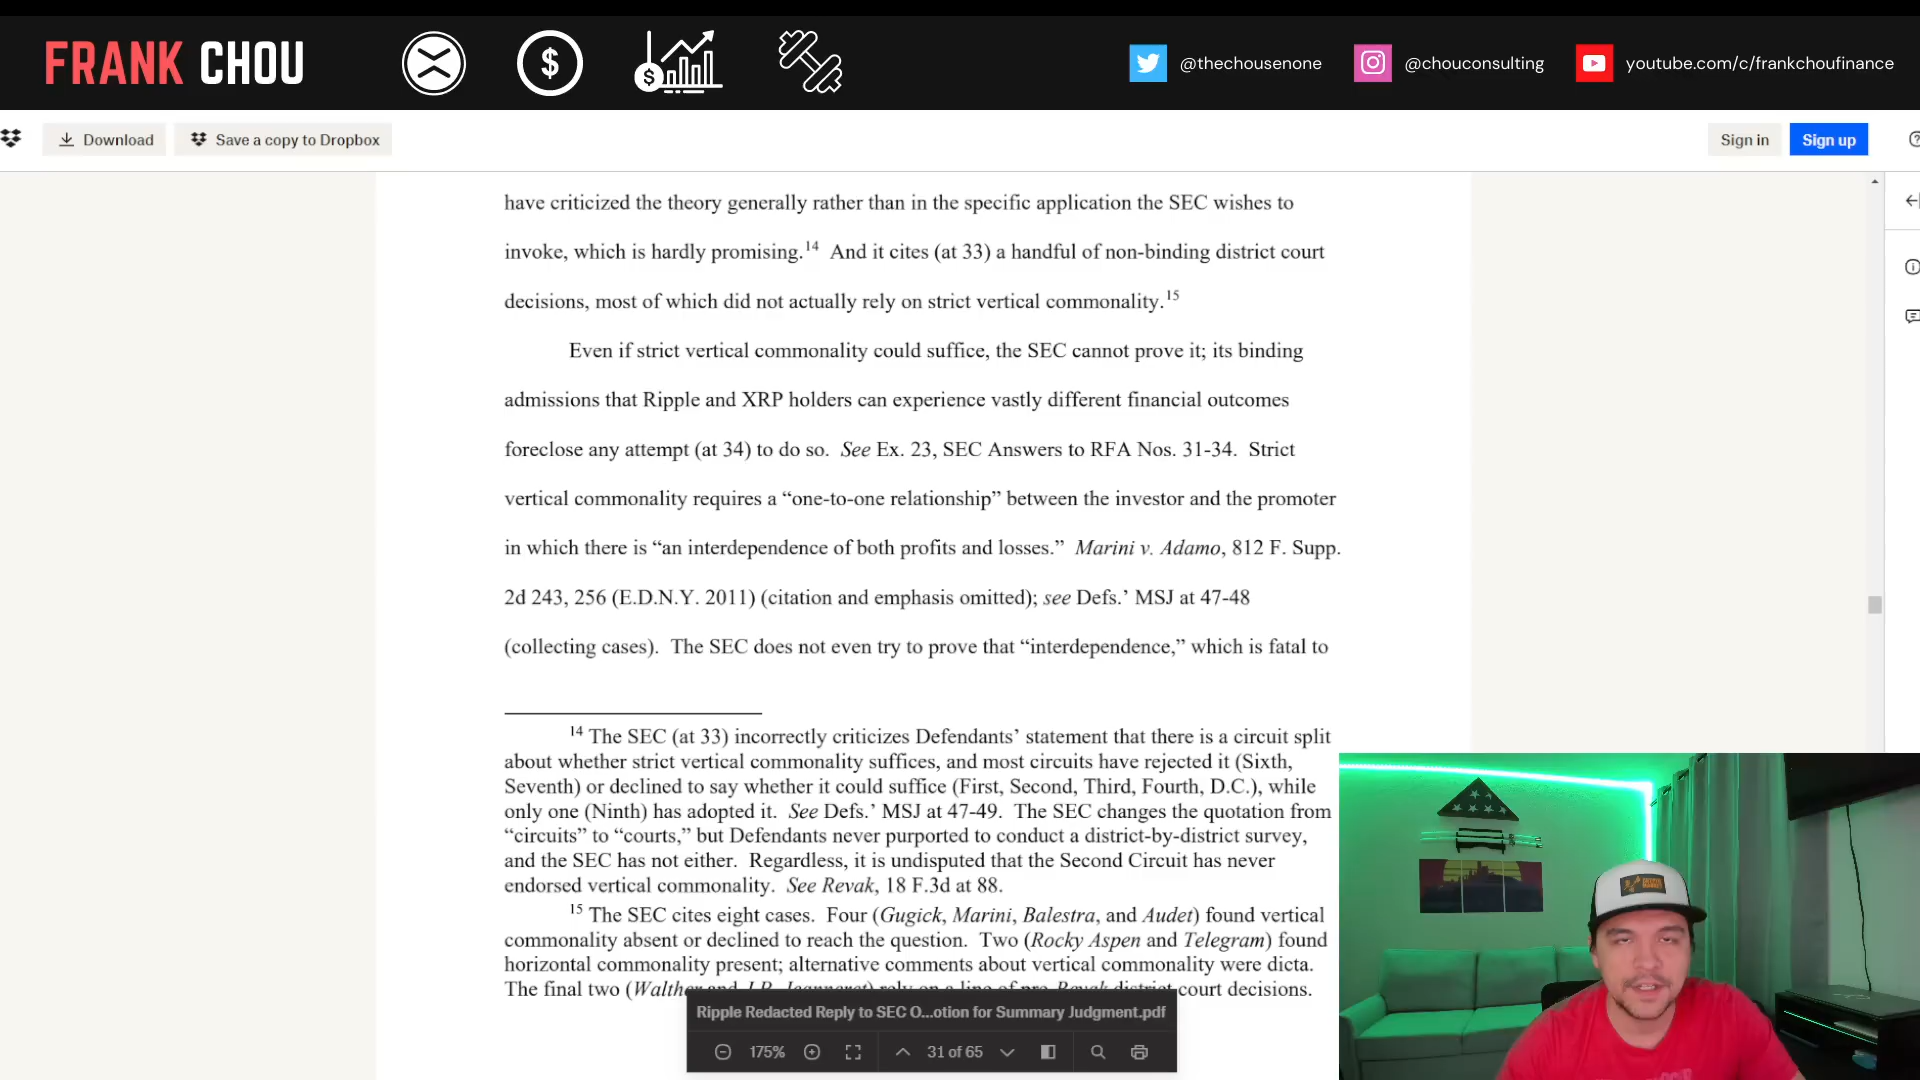 FRANK CHOU
@thechousenone
@chouconsulting
youtube.com/c/frankchoufinance
Download
Save a copy to Dropbox
Sign in
Sign up
have criticized the theory generally rather than in the specific application the SEC wishes to
invoke, which is hardly promising.14 And it cites (at 33) a handful of non-binding district court
decisions, most of which did not actually rely on strict vertical commonality.15
Even if strict vertical commonality could suffice, the SEC cannot prove it; its binding
admissions that Ripple and XRP holders can experience vastly different financial outcomes
foreclose any attempt (at 34) to do so. See Ex. 23, SEC Answers to RFA Nos. 31-34. Strict
vertical commonality requires a “one-to-one relationship” between the investor and the promoter
in which there is “an interdependence of both profits and losses.” Marini v. Adamo, 812 F. Supp.
2d 243, 256 (E.D.N.Y. 2011) (citation and emphasis omitted); see Defs.’ MSJ at 47-48
(collecting cases). The SEC does not even try to prove that “interdependence,” which is fatal to
14 The SEC (at 33) incorrectly criticizes Defendants’ statement that there is a circuit split
about whether strict vertical commonality suffices, and most circuits have rejected it (Sixth,
Seventh) or declined to say whether it could suffice (First, Second, Third, Fourth, D.C.), while
only one (Ninth) has adopted it. See Defs.’ MSJ at 47-49. The SEC changes the quotation from
“circuits” to “courts,” but Defendants never purported to conduct a district-by-district survey,
and the SEC has not either. Regardless, it is undisputed that the Second Circuit has never
endorsed vertical commonality. See Revak, 18 F.3d at 88.
15 The SEC cites eight cases. Four (Gugick, Marini, Balestra, and Audet) found vertical
commonality absent or declined to reach the question. Two (Rocky Aspen and Telegram) found
horizontal commonality present; alternative comments about vertical commonality were dicta.
The final two (Walther and J.P. Jeanneret) rely on a line of pre-Revak district court decisions.
Ripple Redacted Reply to SEC O...otion for Summary Judgment.pdf
175%
31 of 65